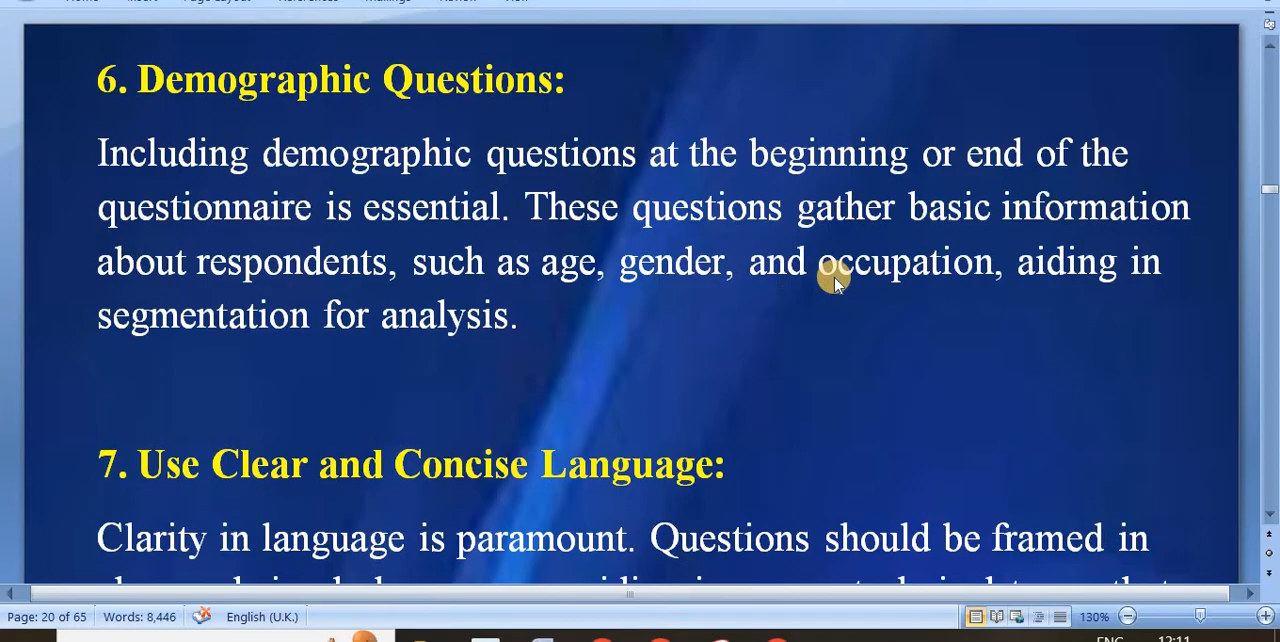 6. Demographic Questions:
Including demographic questions at the beginning or end of the
questionnaire is essential. These questions gather basic information
about respondents, such as age, gender, and occupation, aiding in
segmentation for analysis.
7. Use Clear and Concise Language:
Clarity in language is paramount. Questions should be framed in
Page: 20 of 65 Words: 8,446 English (U.K.) 130%